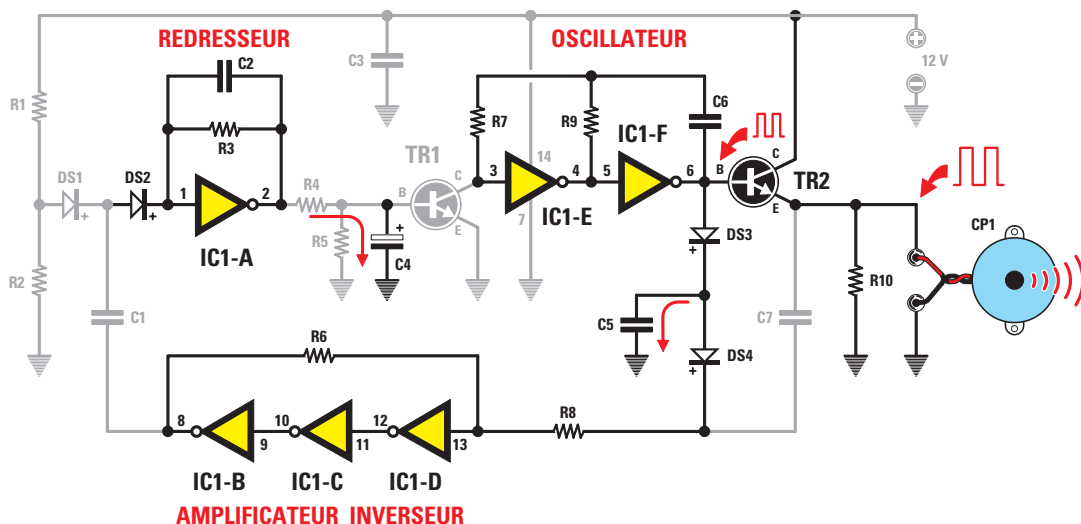 REDRESSEUR
OSCILLATEUR
C2
C3
12 V
R1
R3
R7
R9
C6
IC1-F
TR1
14
DS1
DS2
1
2
R4
B
C
E
3
4
5
6
B
C
E
TR2
IC1-E
7
IC1-A
R5
C4
CP1
DS3
R10
R2
C1
C5
C7
R6
DS4
8
9
10
11
12
13
R8
IC1-B
IC1-C
IC1-D
AMPLIFICATEUR INVERSEUR